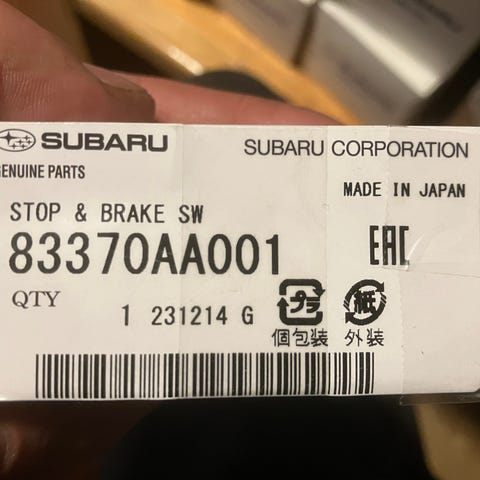 SUBARU
SUBARU CORPORATION
GENUINE PARTS
MADE IN JAPAN
STOP & BRAKE SW
83370AA001
EAC
QTY
1 231214 G
プラ
紙
個包装
外装